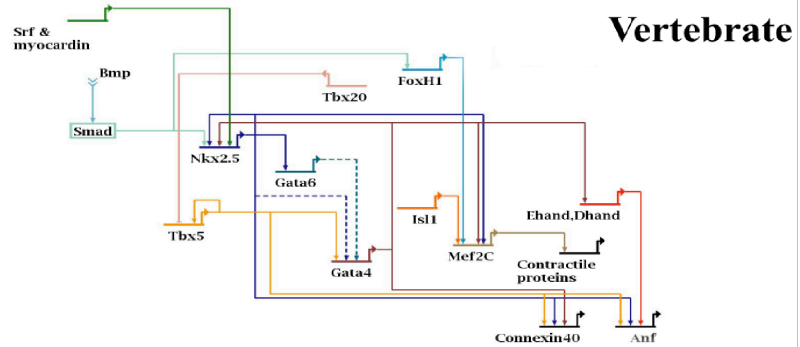 Vertebrate
Srf &
myocardin
Bmp
FoxH1
Tbx20
Smad
Nkx2.5
Gata6
Isl1
Ehand,Dhand
Tbx5
Mef2C
Gata4
Contractile
proteins
Connexin40
Anf